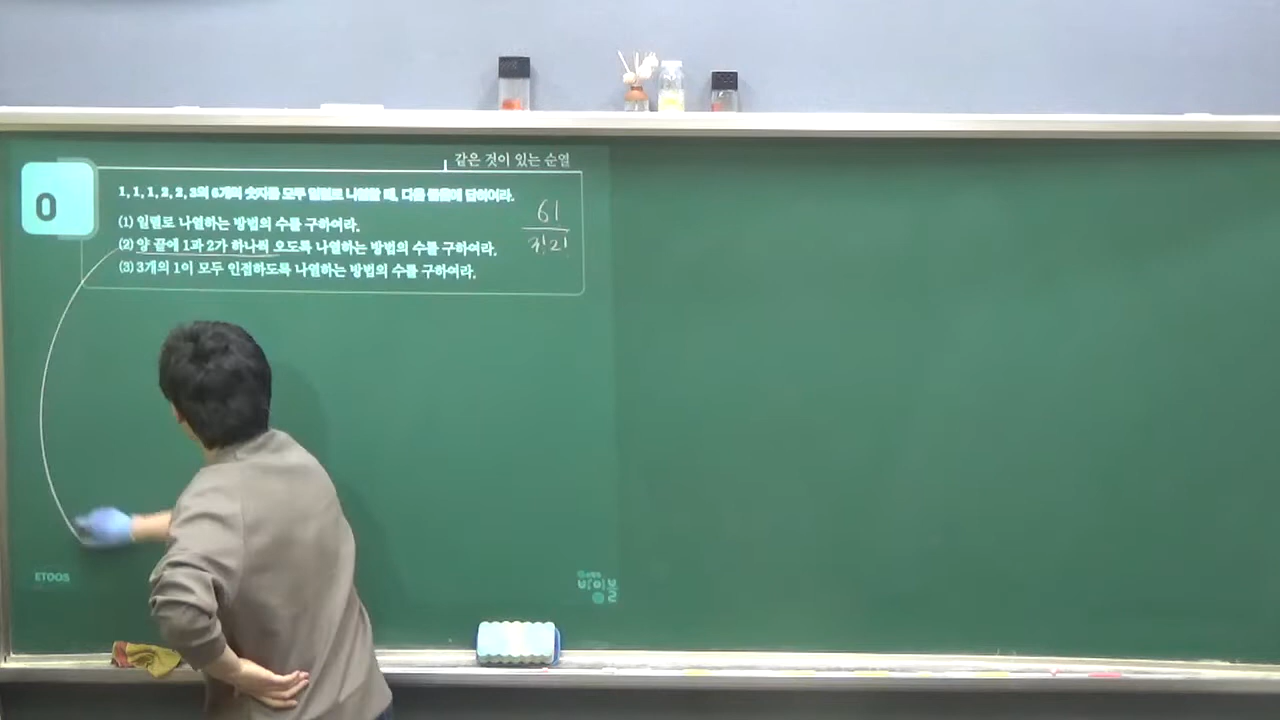 같은 것이 있는 순열
0
1, 1, 1, 2, 2, 3의 6개의 숫자를 모두 일렬로 나열할 때, 다음 물음에 답하여라.
(1) 일렬로 나열하는 방법의 수를 구하여라.
(2) 양 끝에 1과 2가 하나씩 오도록 나열하는 방법의 수를 구하여라.
(3) 3개의 1이 모두 인접하도록 나열하는 방법의 수를 구하여라.
6!
3!2!
ETOOS
바이블